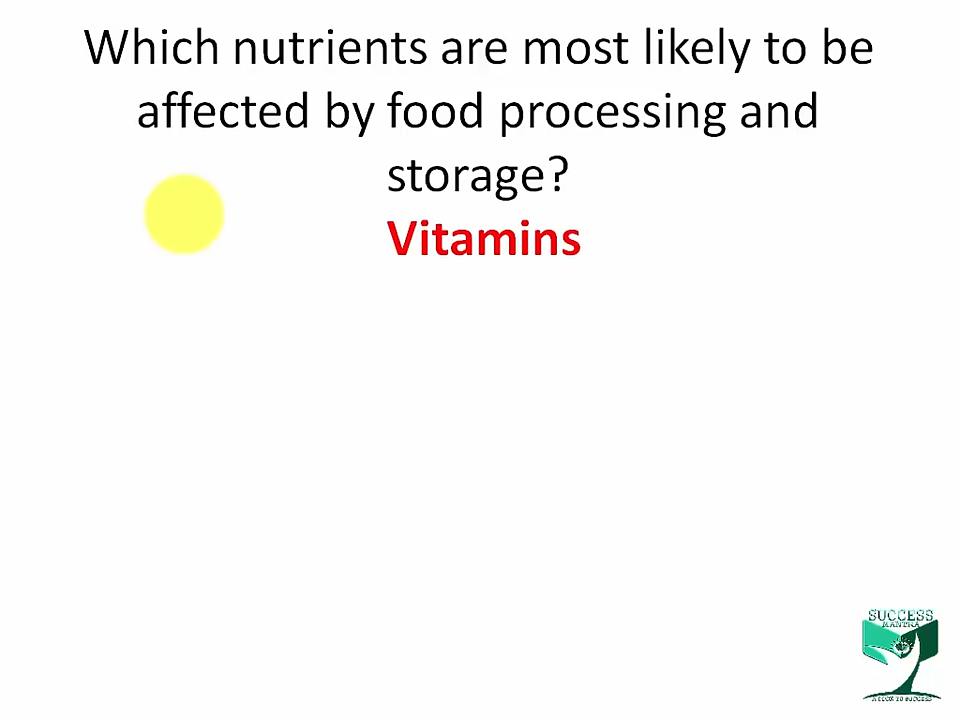 Which nutrients are most likely to be
affected by food processing and
storage?
Vitamins
SUCCESS
MANTRA